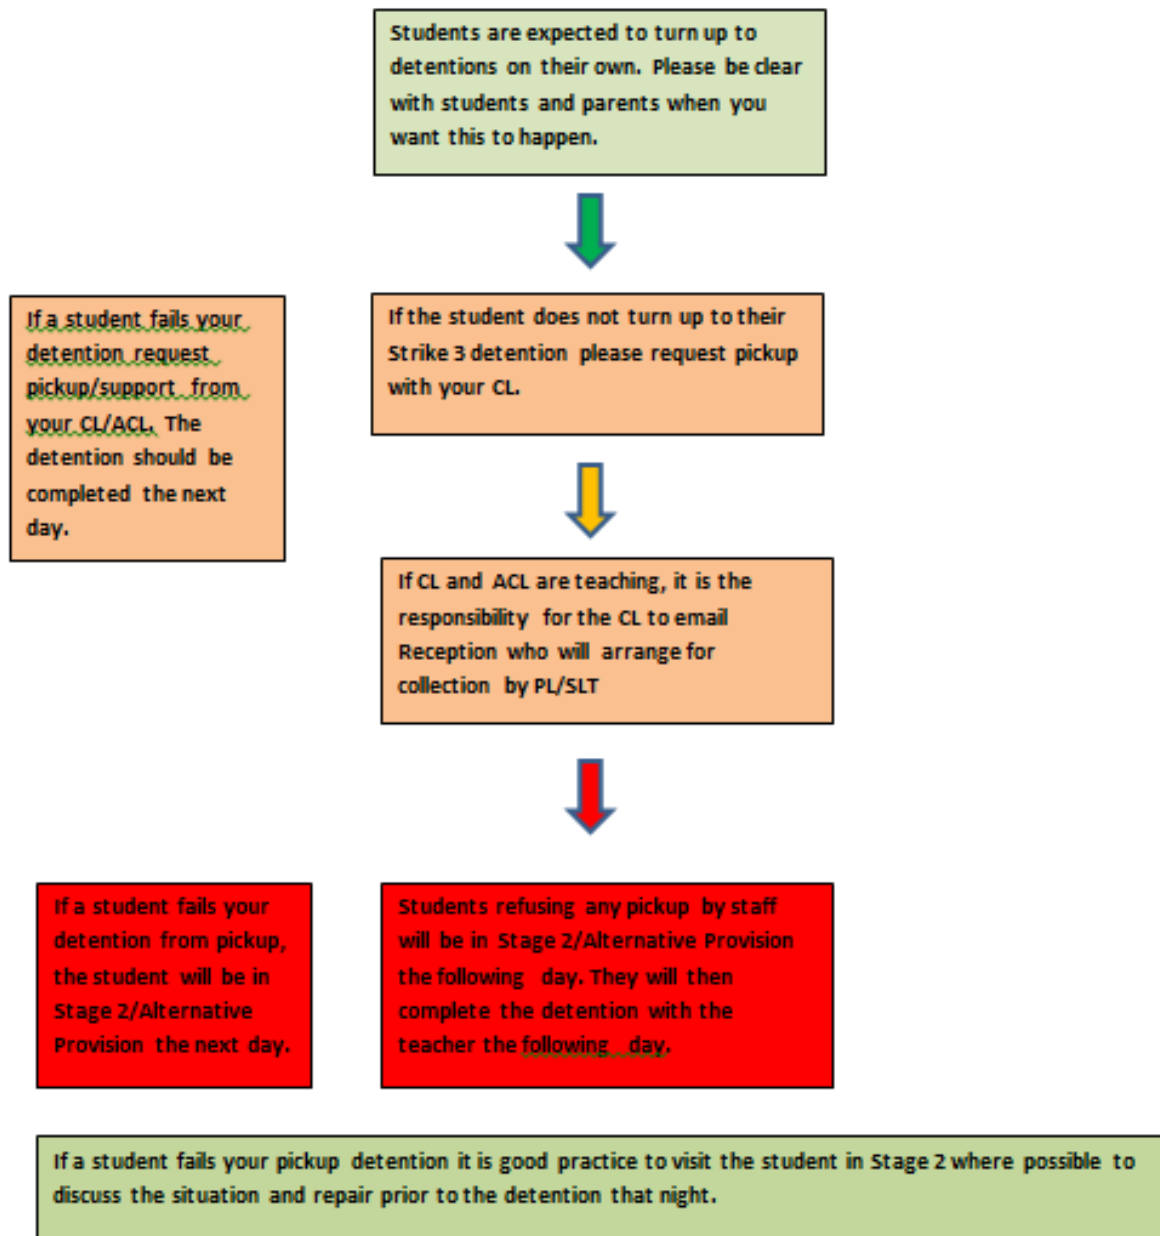 Students are expected to turn up to
detentions on their own. Please be clear
with students and parents when you
want this to happen.
If a student fails your
detention request
pickup/support from
your CL/ACL. The
detention should be
completed the next
day.
If the student does not turn up to their
Strike 3 detention please request pickup
with your CL.
If CL and ACL are teaching, it is the
responsibility for the CL to email
Reception who will arrange for
collection by PL/SLT
If a student fails your
detention from pickup,
the student will be in
Stage 2/Alternative
Provision the next day.
Students refusing any pickup by staff
will be in Stage 2/Alternative Provision
the following day. They will then
complete the detention with the
teacher the following day.
If a student fails your pickup detention it is good practice to visit the student in Stage 2 where possible to
discuss the situation and repair prior to the detention that night.